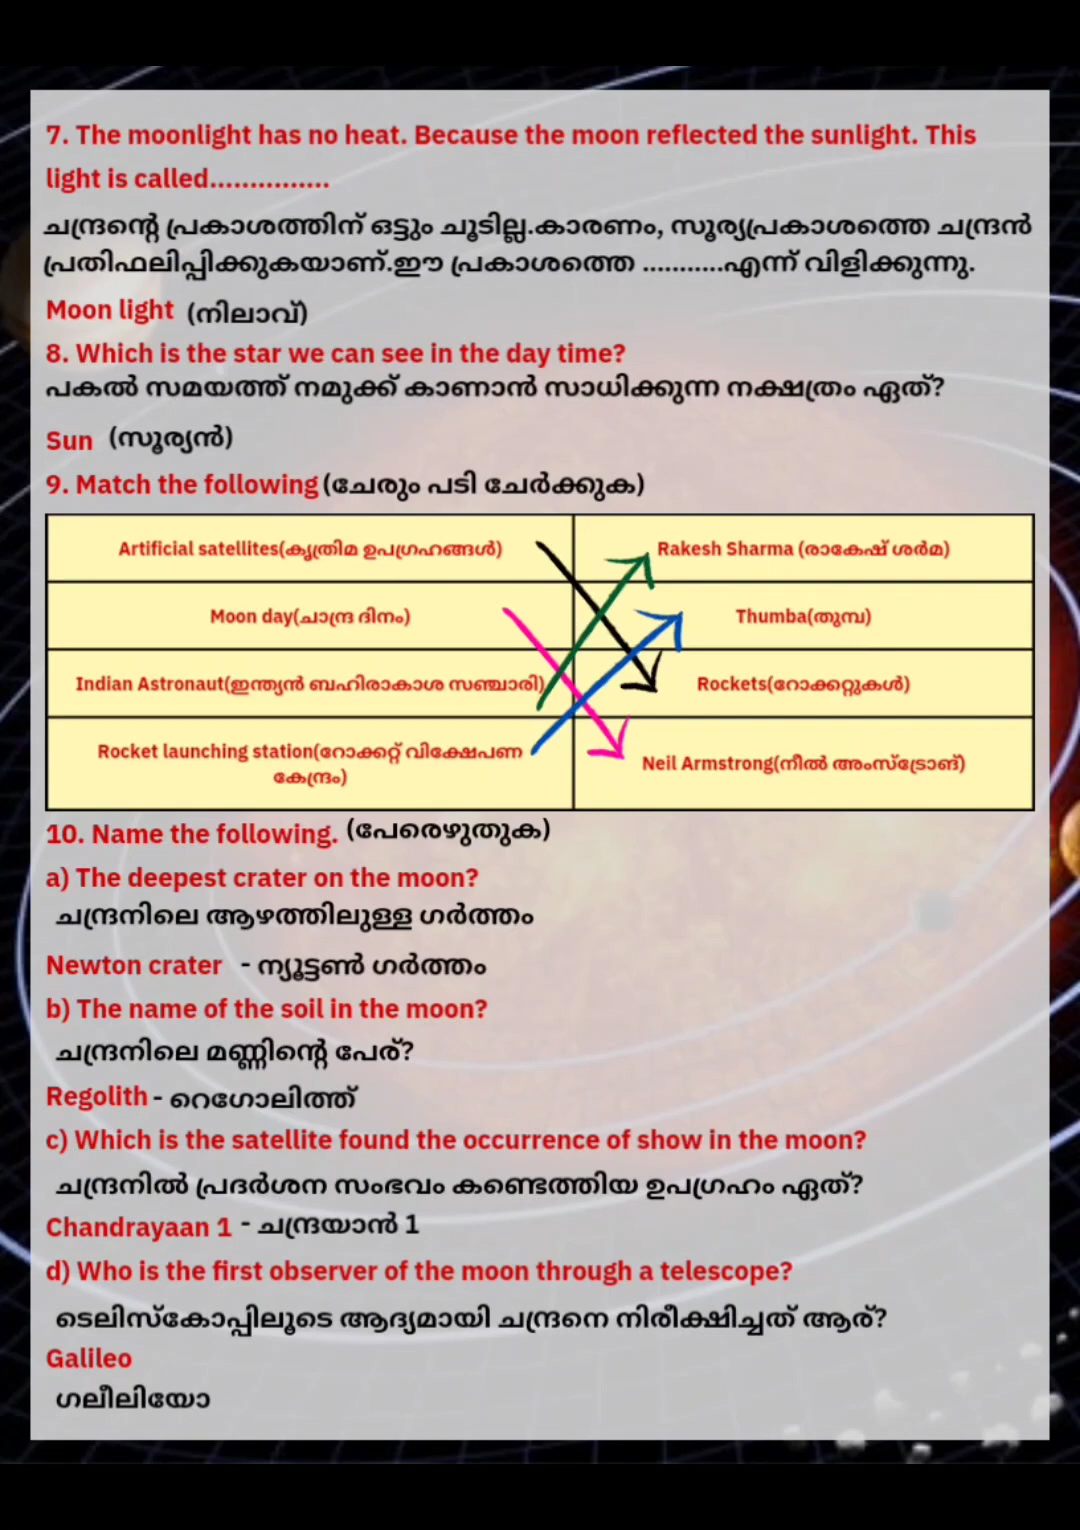 7. The moonlight has no heat. Because the moon reflected the sunlight. This
light is called...............
ചന്ദ്രന്റെ പ്രകാശത്തിന് ഒട്ടും ചൂടില്ല.കാരണം, സൂര്യപ്രകാശത്തെ ചന്ദ്രൻ
പ്രതിഫലിപ്പിക്കുകയാണ്.ഈ പ്രകാശത്തെ ...........എന്ന് വിളിക്കുന്നു.
Moon light (നിലാവ്)
8. Which is the star we can see in the day time?
പകൽ സമയത്ത് നമുക്ക് കാണാൻ സാധിക്കുന്ന നക്ഷത്രം ഏത്?
Sun (സൂര്യൻ)
9. Match the following (ചേരും പടി ചേർക്കുക)
Artificial satellites(കൃത്രിമ ഉപഗ്രഹങ്ങൾ)
Rakesh Sharma (രാകേഷ് ശർമ)
Moon day(ചാന്ദ്ര ദിനം)
Thumba(തുമ്പ)
Indian Astronaut(ഇന്ത്യൻ ബഹിരാകാശ സഞ്ചാരി)
Rockets(റോക്കറ്റുകൾ)
Rocket launching station(റോക്കറ്റ് വിക്ഷേപണ
കേന്ദ്രം)
Neil Armstrong(നീൽ അംസ്ട്രോങ്)
10. Name the following. (പേരെഴുതുക)
a) The deepest crater on the moon?
ചന്ദ്രനിലെ ആഴത്തിലുള്ള ഗർത്തം
Newton crater - ന്യൂട്ടൺ ഗർത്തം
b) The name of the soil in the moon?
ചന്ദ്രനിലെ മണ്ണിന്റെ പേര്?
Regolith - റെഗോലിത്ത്
c) Which is the satellite found the occurrence of show in the moon?
ചന്ദ്രനിൽ പ്രദർശന സംഭവം കണ്ടെത്തിയ ഉപഗ്രഹം ഏത്?
Chandrayaan 1 - ചന്ദ്രയാൻ 1
d) Who is the first observer of the moon through a telescope?
ടെലിസ്കോപ്പിലൂടെ ആദ്യമായി ചന്ദ്രനെ നിരീക്ഷിച്ചത് ആര്?
Galileo
ഗലീലിയോ